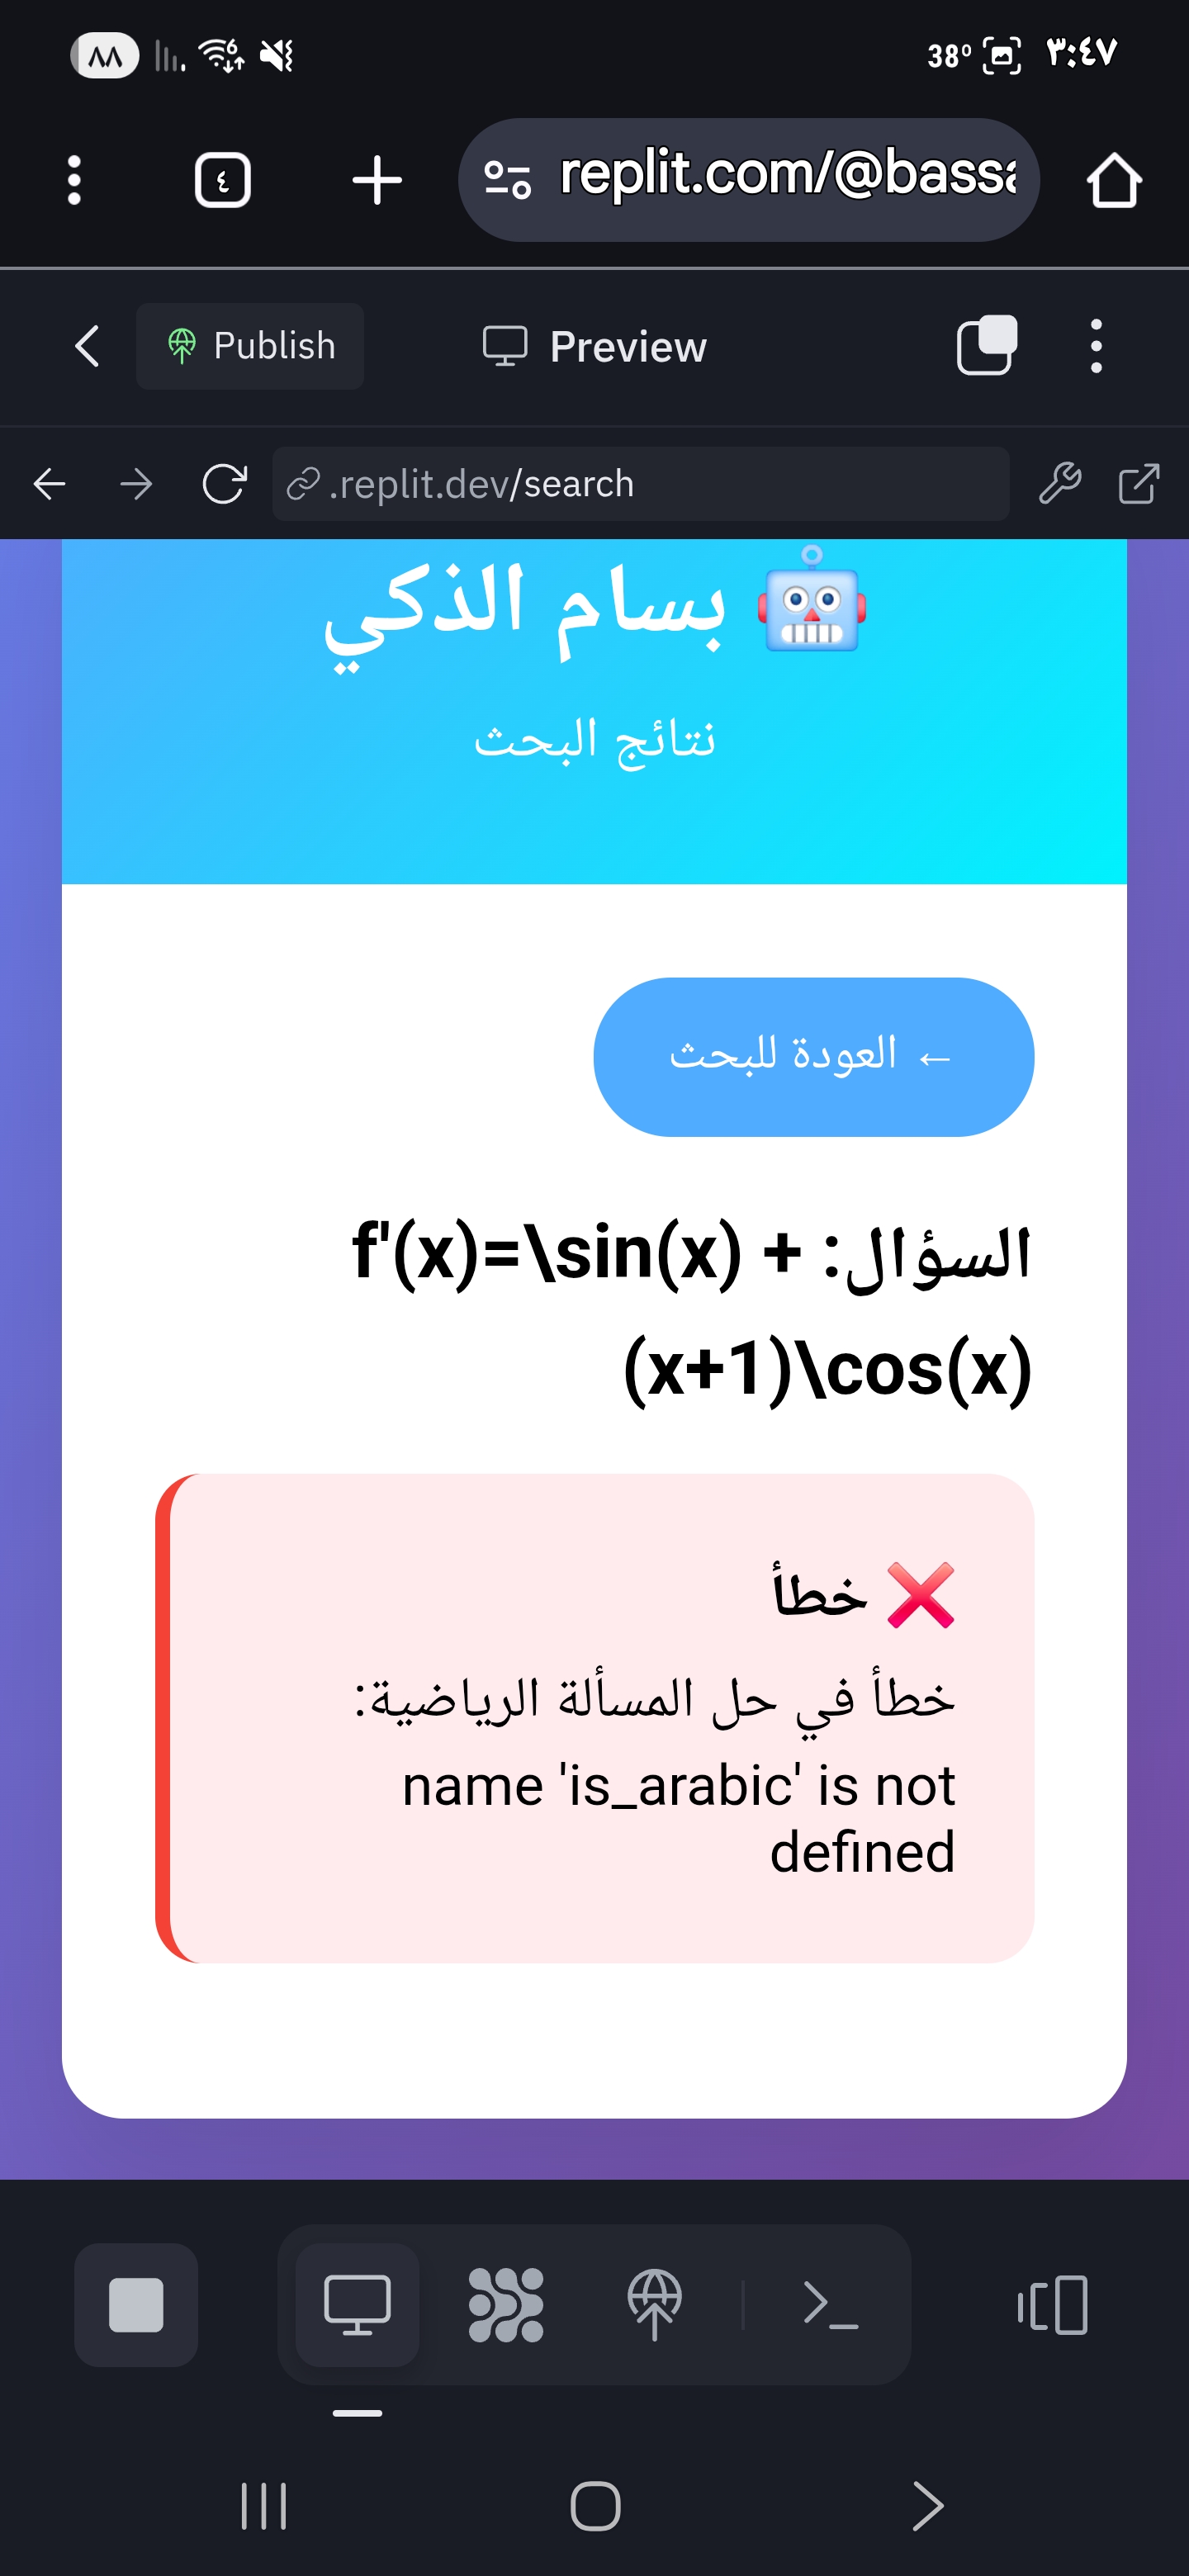 ٨٨
38°
٣:٤٧
٤
replit.com/@bassa
Publish
Preview
.replit.dev/search
بسام الذكي
نتائج البحث
← العودة للبحث
السؤال: f'(x)=\sin(x) +
(x+1)\cos(x)
❌ خطأ
خطأ في حل المسألة الرياضية:
name 'is_arabic' is not
defined